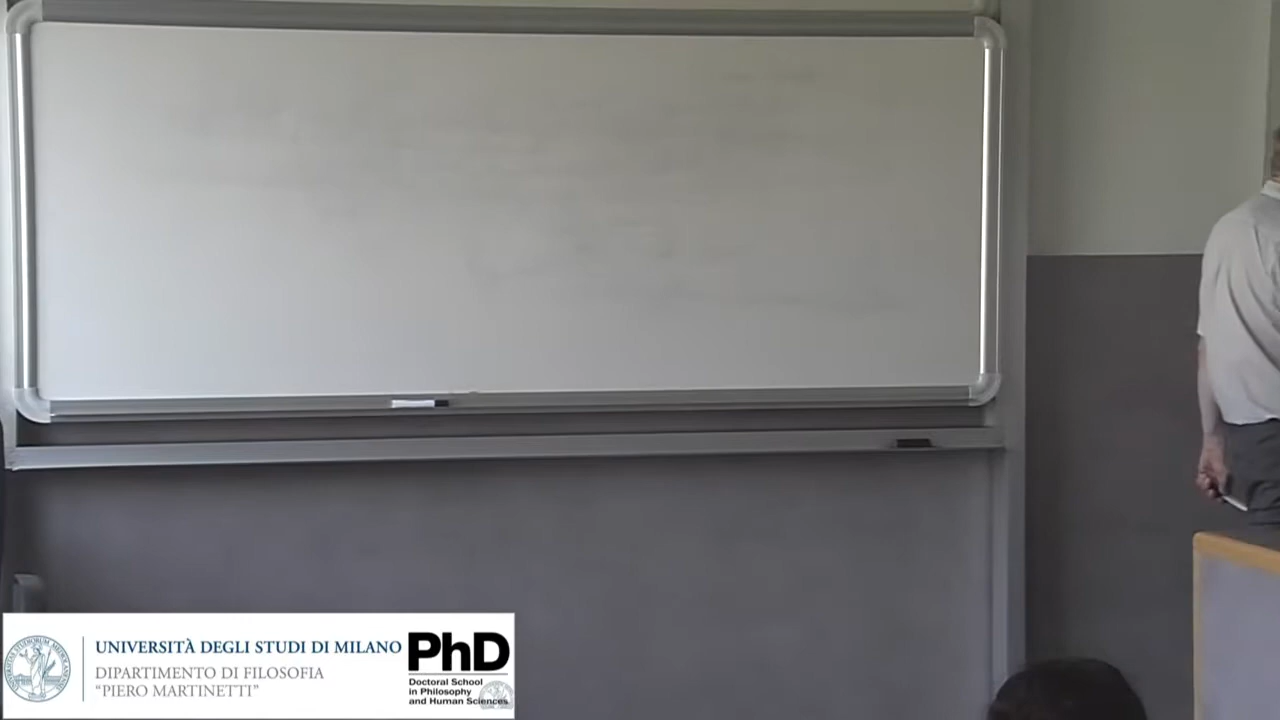 UNIVERSITÀ DEGLI STUDI DI MILANO
DIPARTIMENTO DI FILOSOFIA
"PIERO MARTINETTI"
PhD
Doctoral School
in Philosophy
and Human Sciences